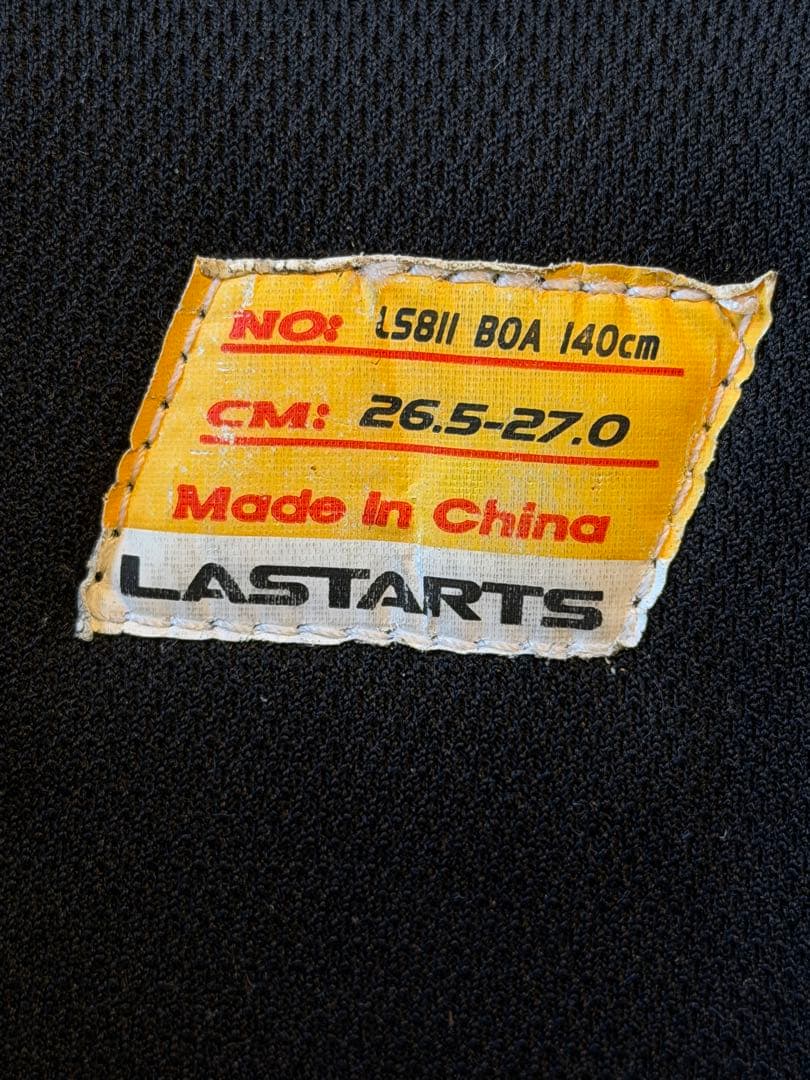 NO: LS811 BOA 140cm
CM: 26.5-27.0
Made In China
LASTARTS